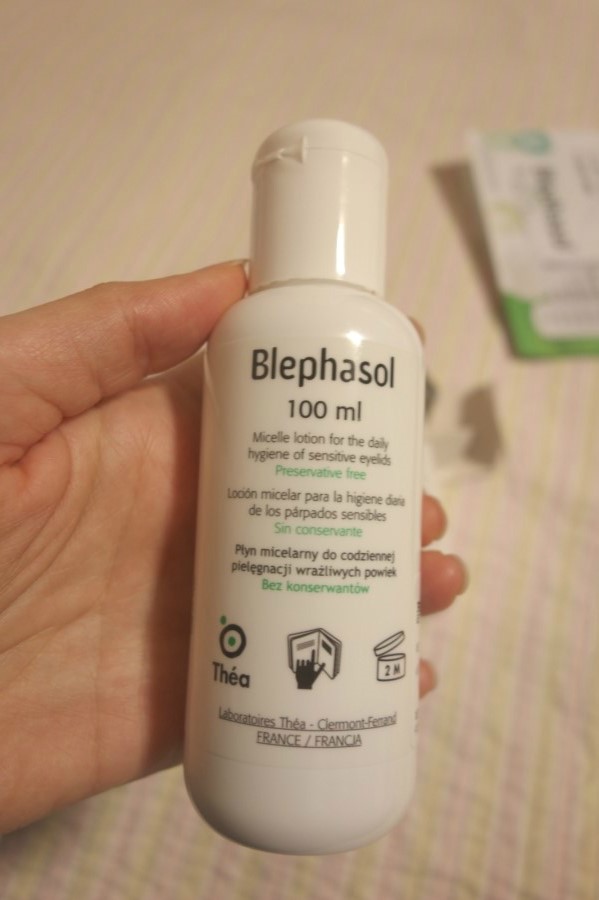 Blephasol
100 ml
Micelle lotion for the daily
hygiene of sensitive eyelids
Preservative free
Loción micelar para la higiene diaria
de los párpados sensibles
Sin conservante
Płyn micelarny do codziennej
pielęgnacji wrażliwych powiek
Bez konserwantów
Théa
2 M
Laboratoires Théa - Clermont-Ferrand
FRANCE / FRANCJA
Blephasol